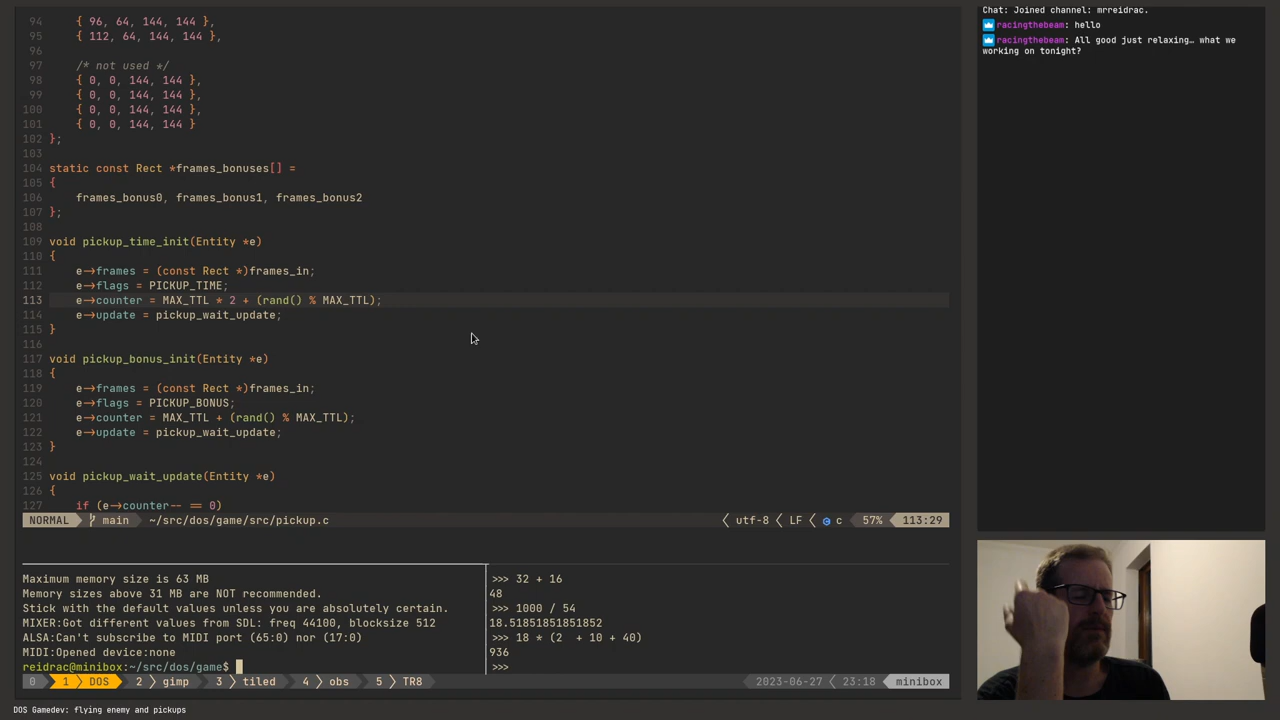 94 { 96, 64, 144, 144 },
95 { 112, 64, 144, 144 },
96
97 /* not used */
98 { 0, 0, 144, 144 },
99 { 0, 0, 144, 144 },
100 { 0, 0, 144, 144 },
101 { 0, 0, 144, 144 }
102 };
103
104 static const Rect *frames_bonuses[] =
105 {
106 frames_bonus0, frames_bonus1, frames_bonus2
107 };
108
109 void pickup_time_init(Entity *e)
110 {
111 e->frames = (const Rect *)frames_in;
112 e->flags = PICKUP_TIME;
113 e->counter = MAX_TTL * 2 + (rand() % MAX_TTL);
114 e->update = pickup_wait_update;
115 }
116
117 void pickup_bonus_init(Entity *e)
118 {
119 e->frames = (const Rect *)frames_in;
120 e->flags = PICKUP_BONUS;
121 e->counter = MAX_TTL + (rand() % MAX_TTL);
122 e->update = pickup_wait_update;
123 }
124
125 void pickup_wait_update(Entity *e)
126 {
127 if (e->counter-- == 0)
NORMAL main ~/src/dos/game/src/pickup.c utf-8 LF c 57% 113:29
Maximum memory size is 63 MB
Memory sizes above 31 MB are NOT recommended.
Stick with the default values unless you are absolutely certain.
MIXER:Got different values from SDL: freq 44100, blocksize 512
ALSA:Can't subscribe to MIDI port (65:0) nor (17:0)
MIDI:Opened device:none
reidrac@minibox:~/src/dos/game$
>>> 32 + 16
48
>>> 1000 / 54
18.51851851851852
>>> 18 * (2  + 10 + 40)
936
>>>
0 1 DOS 2 gimp 3 tiled 4 obs 5 TR8 2023-06-27 23:18 minibox
DOS Gamedev: flying enemy and pickups
Chat: Joined channel: mrreidrac.
racingthebeam: hello
racingthebeam: All good just relaxing… what we
working on tonight?